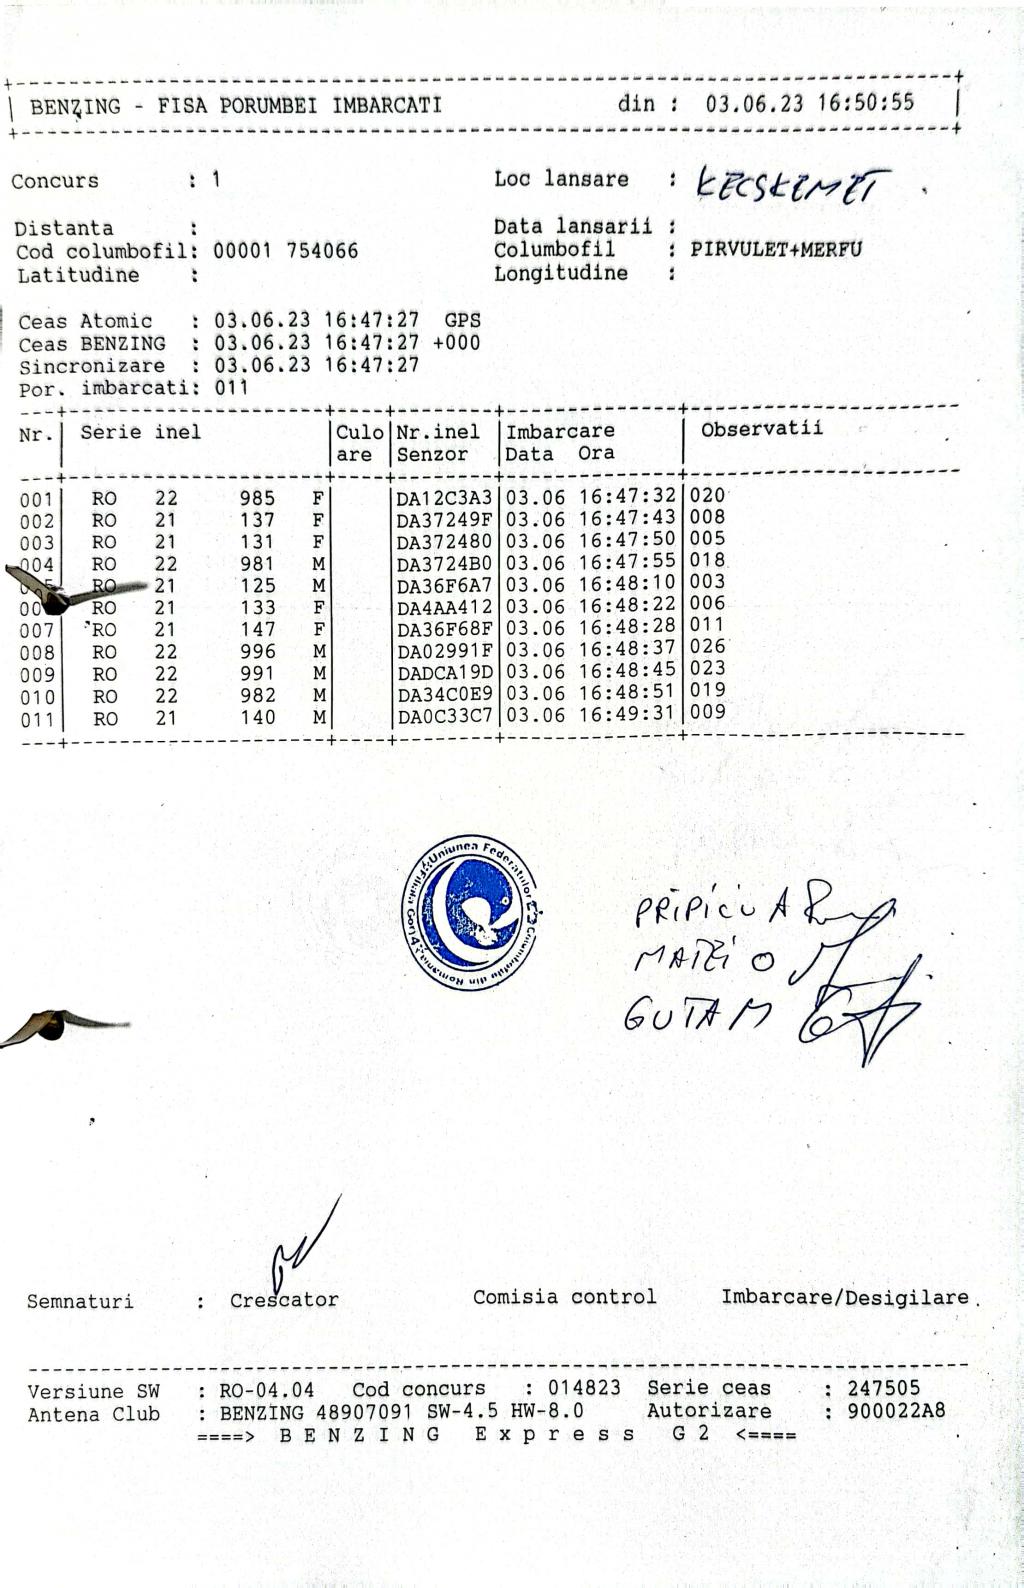 BENZING - FISA PORUMBEI IMBARCATI din : 03.06.23 16:50:55
Concurs : 1 Loc lansare : KECSKEMET
Distanta : Data lansarii :
Cod columbofil: 00001 754066 Columbofil : PIRVULET+MERFU
Latitudine : Longitudine :
Ceas Atomic : 03.06.23 16:47:27 GPS
Ceas BENZING : 03.06.23 16:47:27 +000
Sincronizare : 03.06.23 16:47:27
Por. imbarcati: 011
Nr. Serie inel Culo Nr.inel Imbarcare Observatii
are Senzor Data Ora
001 RO 22 985 F DA12C3A3 03.06 16:47:32 020
002 RO 21 137 F DA37249F 03.06 16:47:43 008
003 RO 21 131 F DA372480 03.06 16:47:50 005
004 RO 22 981 M DA3724B0 03.06 16:47:55 018
RO 21 125 M DA36F6A7 03.06 16:48:10 003
RO 21 133 F DA4AA412 03.06 16:48:22 006
007 RO 21 147 F DA36F68F 03.06 16:48:28 011
008 RO 22 996 M DA02991F 03.06 16:48:37 026
009 RO 22 991 M DADCA19D 03.06 16:48:45 023
010 RO 22 982 M DA34C0E9 03.06 16:48:51 019
011 RO 21 140 M DA0C33C7 03.06 16:49:31 009
Uniunea Federatiilor Columbofile din Romania
Filiala Gorj
PRIPICIU A
MATEI O
GUTA M
Semnaturi : Crescator Comisia control Imbarcare/Desigilare
Versiune SW : RO-04.04 Cod concurs : 014823 Serie ceas : 247505
Antena Club : BENZING 48907091 SW-4.5 HW-8.0 Autorizare : 900022A8
====> B E N Z I N G E x p r e s s G 2 <====